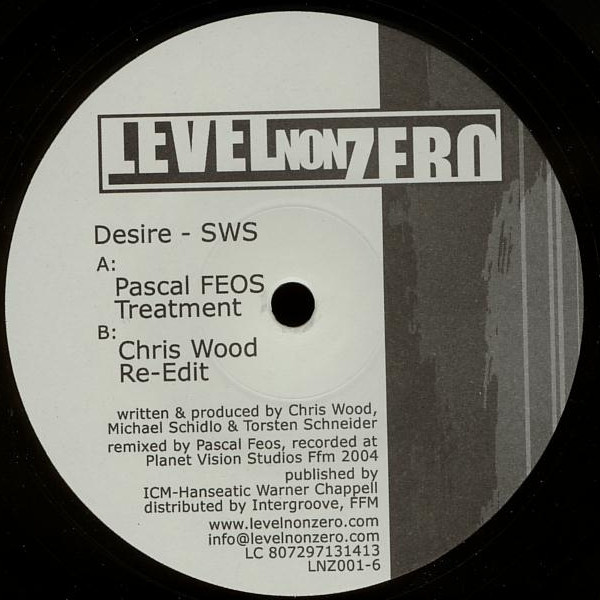 LEVELNONZERO
Desire - SWS
A:
Pascal FEOS
Treatment
B:
Chris Wood
Re-Edit
written & produced by Chris Wood,
Michael Schidlo & Torsten Schneider
remixed by Pascal Feos, recorded at
Planet Vision Studios Ffm 2004
published by
ICM-Hanseatic Warner Chappell
distributed by Intergroove, FFM
www.levelnonzero.com
info@levelnonzero.com
LC 807297131413
LNZ001-6